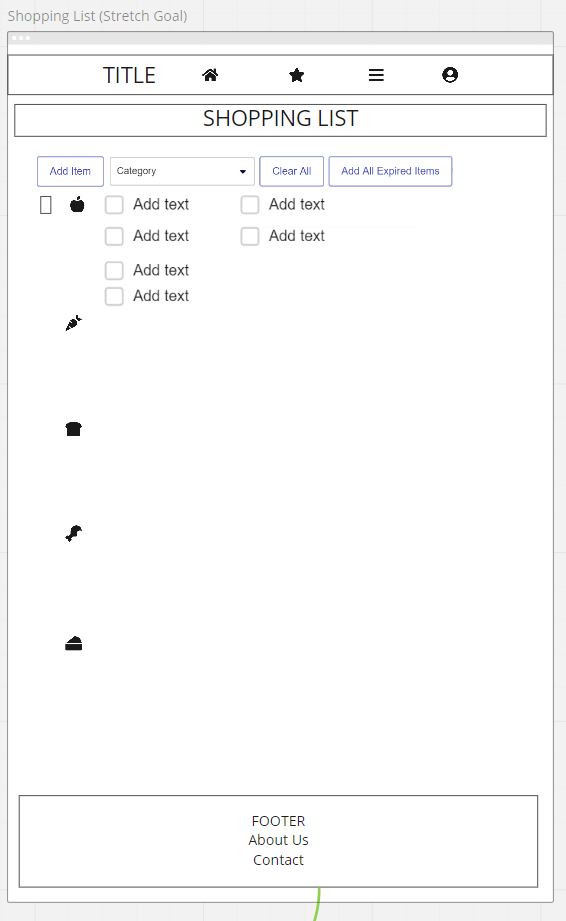 Shopping List (Stretch Goal)
TITLE
SHOPPING LIST
Add Item Category Clear All Add All Expired Items
Add text Add text
Add text Add text
Add text
Add text
FOOTER
About Us
Contact